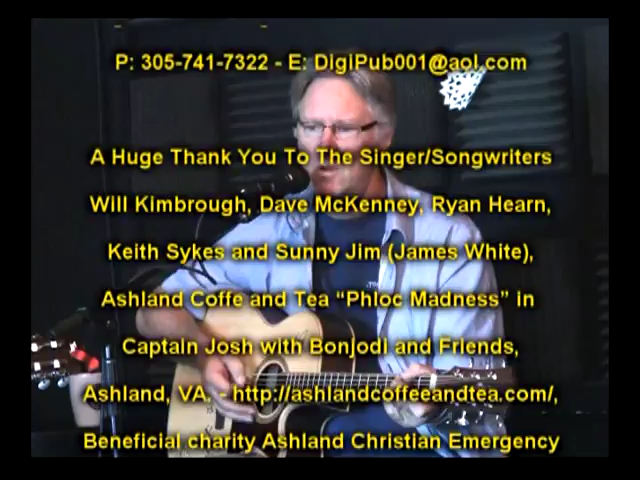 P: 305-741-7322 - E: DigiPub001@aol.com
A Huge Thank You To The Singer/Songwriters
Will Kimbrough, Dave McKenney, Ryan Hearn,
Keith Sykes and Sunny Jim (James White),
Ashland Coffe and Tea “Phloc Madness” in
Captain Josh with Bonjodi and Friends,
Ashland, VA. - http://ashlandcoffeeandtea.com/,
Beneficial charity Ashland Christian Emergency